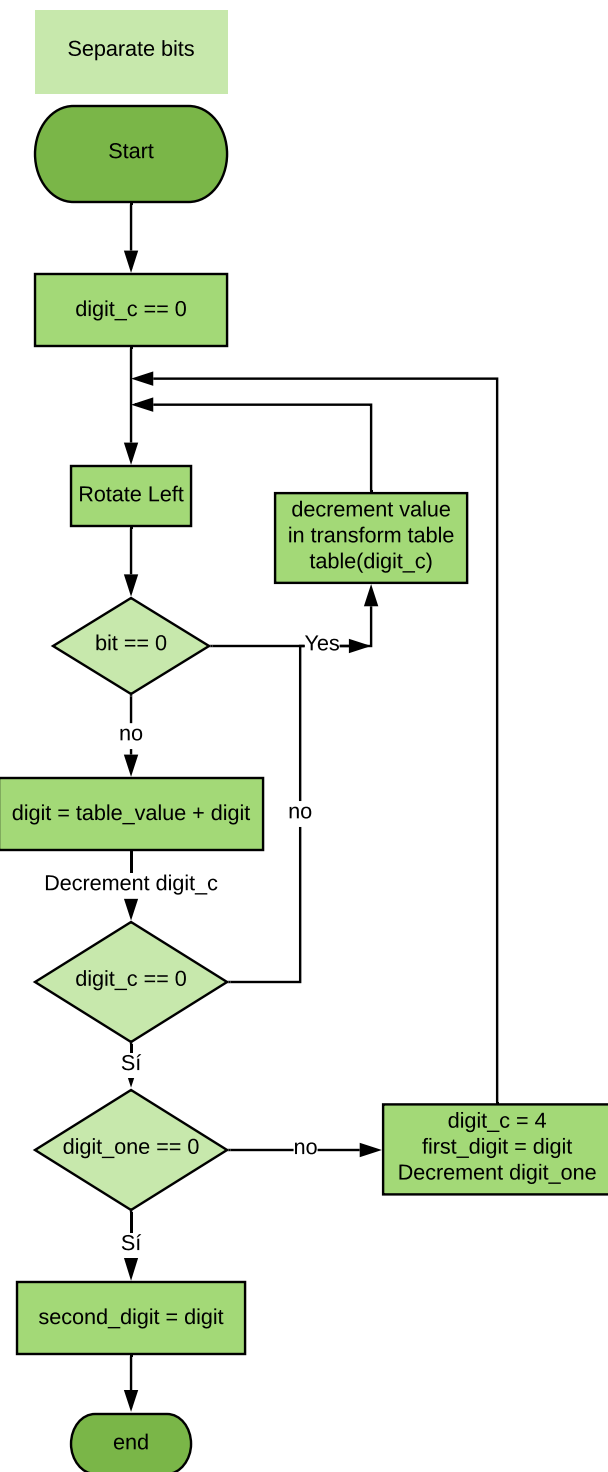 Separate bits
Start
digit_c == 0
Rotate Left
decrement value
in transform table
table(digit_c)
bit == 0
Yes
no
digit = table_value + digit
no
Decrement digit_c
digit_c == 0
Sí
digit_one == 0
no
digit_c = 4
first_digit = digit
Decrement digit_one
Sí
second_digit = digit
end